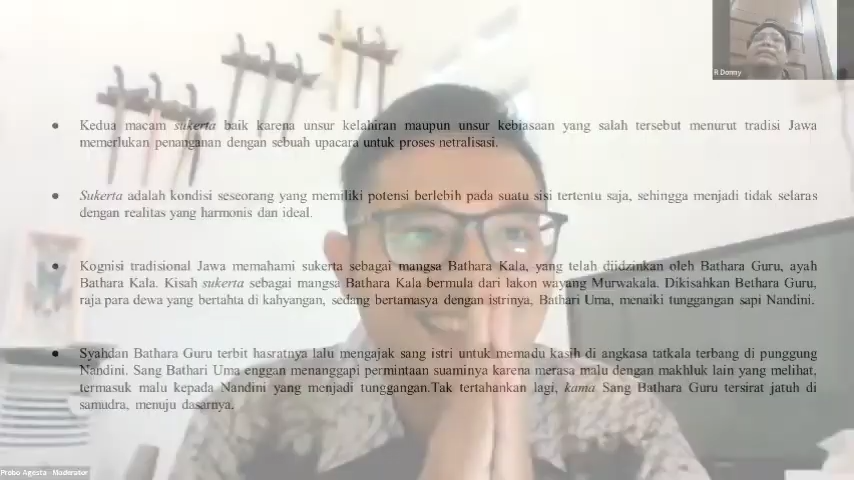 R Donny
● Kedua macam sukerta baik karena unsur kelahiran maupun unsur kebiasaan yang salah tersebut menurut tradisi Jawa
memerlukan penanganan dengan sebuah upacara untuk proses netralisasi.
● Sukerta adalah kondisi seseorang yang memiliki potensi berlebih pada suatu sisi tertentu saja, sehingga menjadi tidak selaras
dengan realitas yang harmonis dan ideal.
● Kognisi tradisional Jawa memahami sukerta sebagai mangsa Bathara Kala, yang telah diidzinkan oleh Bathara Guru, ayah
Bathara Kala. Kisah sukerta sebagai mangsa Bathara Kala bermula dari lakon wayang Murwakala. Dikisahkan Bethara Guru,
raja para dewa yang bertahta di kahyangan, sedang bertamasya dengan istrinya, Bathari Uma, menaiki tunggangan sapi Nandini.
● Syahdan Bathara Guru terbit hasratnya lalu mengajak sang istri untuk memadu kasih di angkasa tatkala terbang di punggung
Nandini. Sang Bathari Uma enggan menanggapi permintaan suaminya karena merasa malu dengan makhluk lain yang melihat,
termasuk malu kepada Nandini yang menjadi tunggangan.Tak tertahankan lagi, kama Sang Bathara Guru tersirat jatuh di
samudra, menuju dasarnya.
Probo Agesta - Moderator